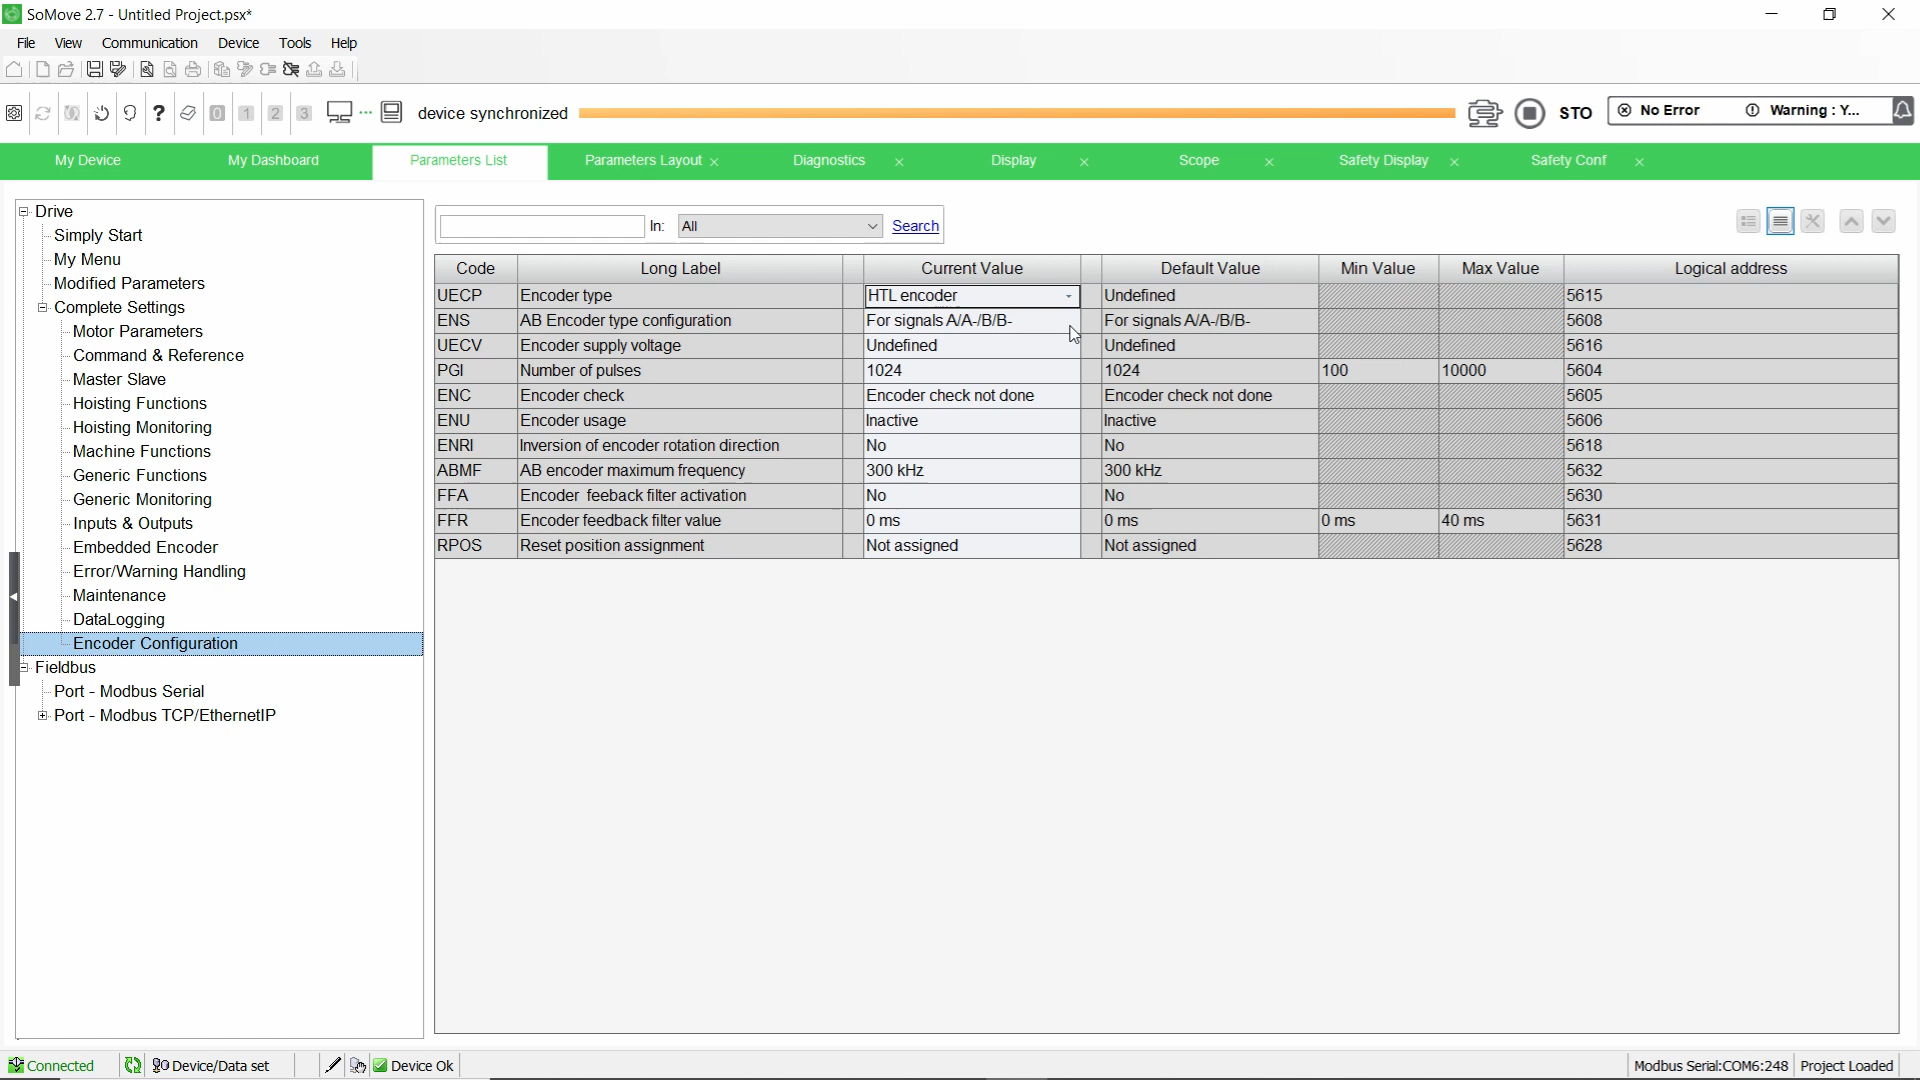 SoMove 2.7 - Untitled Project.psx*
File View Communication Device Tools Help
? 0 1 2 3 device synchronized STO No Error Warning : Y...
My Device My Dashboard Parameters List Parameters Layout Diagnostics Display Scope Safety Display Safety Conf
Drive
Simply Start
My Menu
Modified Parameters
Complete Settings
Motor Parameters
Command & Reference
Master Slave
Hoisting Functions
Hoisting Monitoring
Machine Functions
Generic Functions
Generic Monitoring
Inputs & Outputs
Embedded Encoder
Error/Warning Handling
Maintenance
DataLogging
Encoder Configuration
Fieldbus
Port - Modbus Serial
Port - Modbus TCP/EthernetIP
In: All Search
Code Long Label Current Value Default Value Min Value Max Value Logical address
UECP Encoder type HTL encoder Undefined 5615
ENS AB Encoder type configuration For signals A/A-/B/B- For signals A/A-/B/B- 5608
UECV Encoder supply voltage Undefined Undefined 5616
PGI Number of pulses 1024 1024 100 10000 5604
ENC Encoder check Encoder check not done Encoder check not done 5605
ENU Encoder usage Inactive Inactive 5606
ENRI Inversion of encoder rotation direction No No 5618
ABMF AB encoder maximum frequency 300 kHz 300 kHz 5632
FFA Encoder feeback filter activation No No 5630
FFR Encoder feedback filter value 0 ms 0 ms 0 ms 40 ms 5631
RPOS Reset position assignment Not assigned Not assigned 5628
Connected Device/Data set Device Ok Modbus Serial:COM6:248 Project Loaded